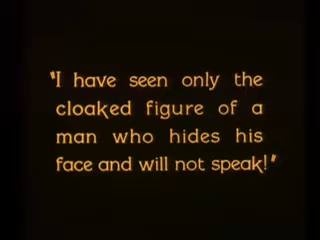 "I have seen only the
cloaked figure of a
man who hides his
face and will not speak!"